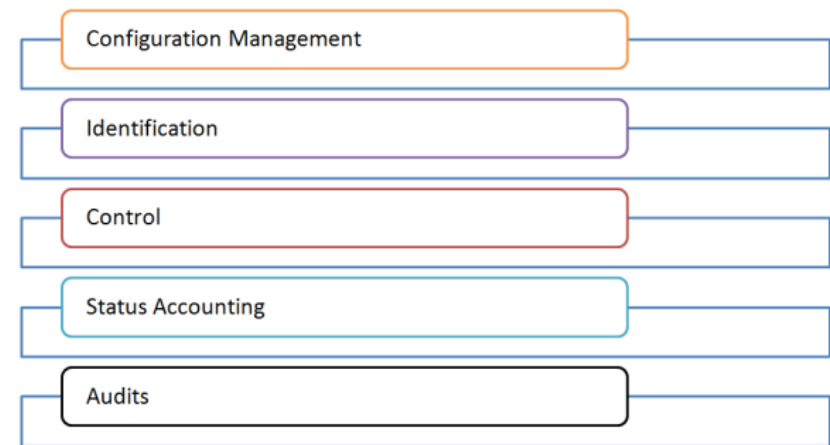 Configuration Management
Identification
Control
Status Accounting
Audits